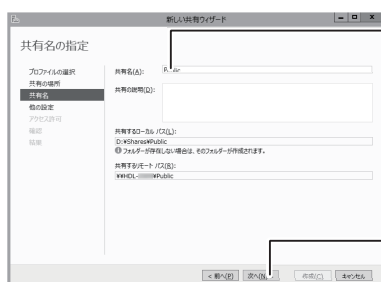 新しい共有ウィザード
共有名の指定
プロファイルの選択
共有の場所
共有名
他の設定
アクセス許可
確認
結果
共有名(A):
Public
共有の説明(D):
共有するローカル パス(L):
D:¥Shares¥Public
フォルダーが存在しない場合は、そのフォルダーが作成されます。
共有するリモート パス(R):
¥¥HDL- ¥Public
< 前へ(P)
次へ(N)
作成(C)
キャンセル